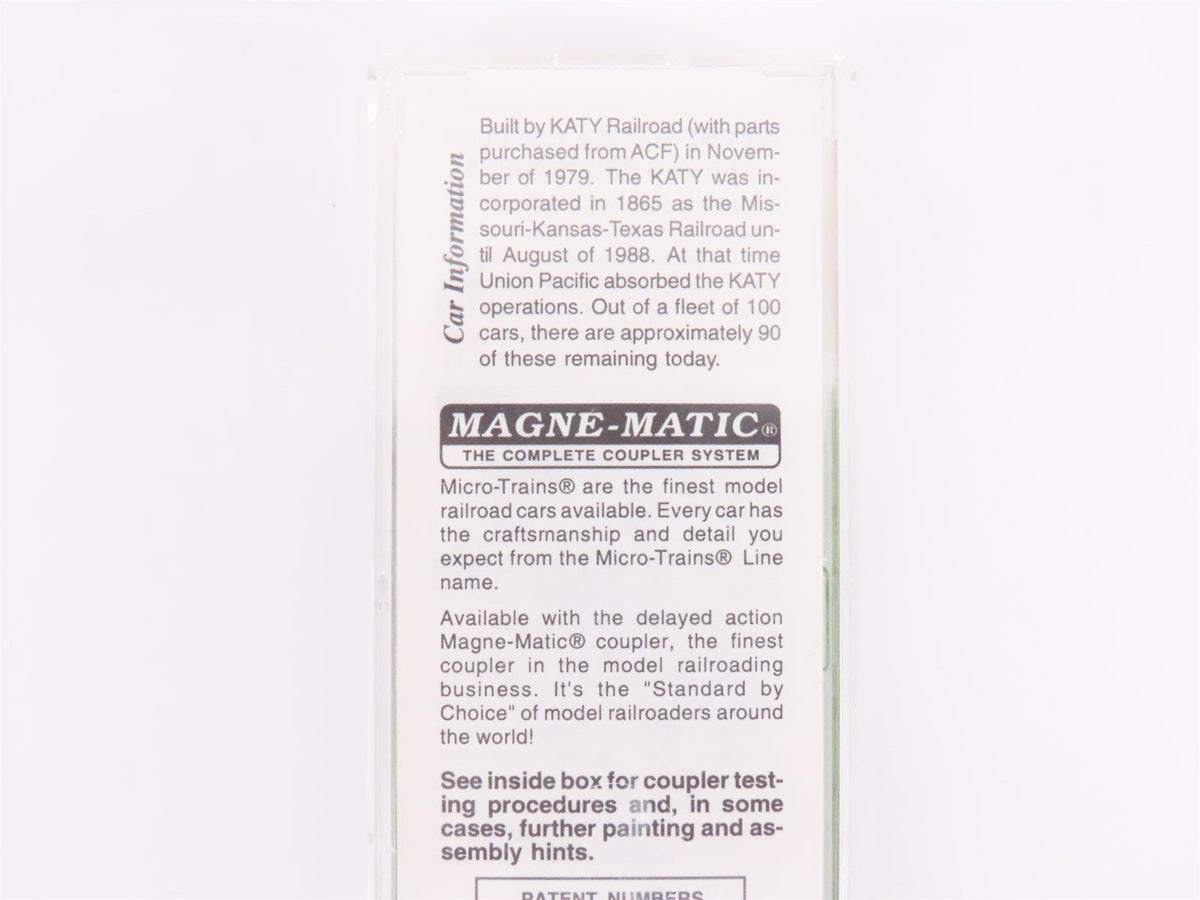 Car Information
Built by KATY Railroad (with parts
purchased from ACF) in Novem-
ber of 1979. The KATY was in-
corporated in 1865 as the Mis-
souri-Kansas-Texas Railroad un-
til August of 1988. At that time
Union Pacific absorbed the KATY
operations. Out of a fleet of 100
cars, there are approximately 90
of these remaining today.
MAGNE-MATIC®
THE COMPLETE COUPLER SYSTEM
Micro-Trains® are the finest model
railroad cars available. Every car has
the craftsmanship and detail you
expect from the Micro-Trains® Line
name.
Available with the delayed action
Magne-Matic® coupler, the finest
coupler in the model railroading
business. It's the "Standard by
Choice" of model railroaders around
the world!
See inside box for coupler test-
ing procedures and, in some
cases, further painting and as-
sembly hints.
PATENT NUMBERS